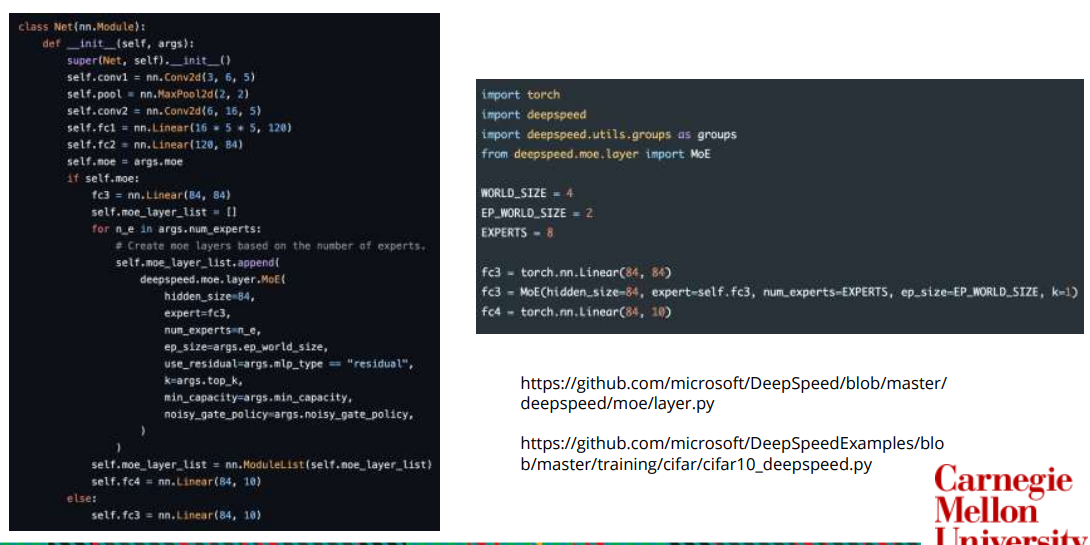 class Net(nn.Module):
    def __init__(self, args):
        super(Net, self).__init__()
        self.conv1 = nn.Conv2d(3, 6, 5)
        self.pool = nn.MaxPool2d(2, 2)
        self.conv2 = nn.Conv2d(6, 16, 5)
        self.fc1 = nn.Linear(16 * 5 * 5, 120)
        self.fc2 = nn.Linear(120, 84)
        self.moe = args.moe
        if self.moe:
            fc3 = nn.Linear(84, 84)
            self.moe_layer_list = []
            for n_e in args.num_experts:
                # Create moe layers based on the number of experts.
                self.moe_layer_list.append(
                    deepspeed.moe.layer.MoE(
                        hidden_size=84,
                        expert=fc3,
                        num_experts=n_e,
                        ep_size=args.ep_world_size,
                        use_residual=args.mlp_type == "residual",
                        k=args.top_k,
                        min_capacity=args.min_capacity,
                        noisy_gate_policy=args.noisy_gate_policy,
                    )
                )
            self.moe_layer_list = nn.ModuleList(self.moe_layer_list)
            self.fc4 = nn.Linear(84, 10)
        else:
            self.fc3 = nn.Linear(84, 10)
import torch
import deepspeed
import deepspeed.utils.groups as groups
from deepspeed.moe.layer import MoE
WORLD_SIZE = 4
EP_WORLD_SIZE = 2
EXPERTS = 8
fc3 = torch.nn.Linear(84, 84)
fc3 = MoE(hidden_size=84, expert=self.fc3, num_experts=EXPERTS, ep_size=EP_WORLD_SIZE, k=1)
fc4 = torch.nn.Linear(84, 10)
https://github.com/microsoft/DeepSpeed/blob/master/
deepspeed/moe/layer.py
https://github.com/microsoft/DeepSpeedExamples/blo
b/master/training/cifar/cifar10_deepspeed.py
Carnegie
Mellon
University